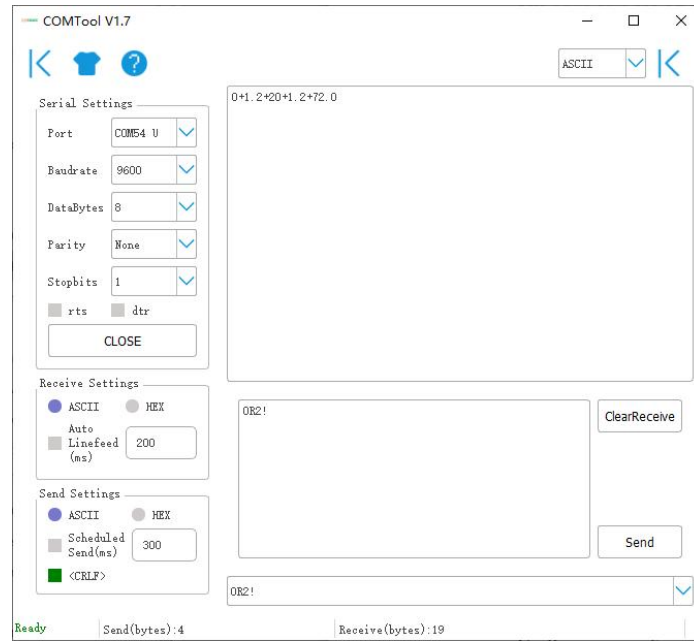 COMTool V1.7
ASCII
Serial Settings
Port COM54 U
Baudrate 9600
DataBytes 8
Parity None
Stopbits 1
rts dtr
CLOSE
0+1.2+20+1.2+72.0
Receive Settings
ASCII HEX
Auto
Linefeed
(ms)
200
Send Settings
ASCII HEX
Scheduled
Send(ms)
300
<CRLF>
0R2!
ClearReceive
Send
0R2!
Ready Send(bytes):4 Receive(bytes):19